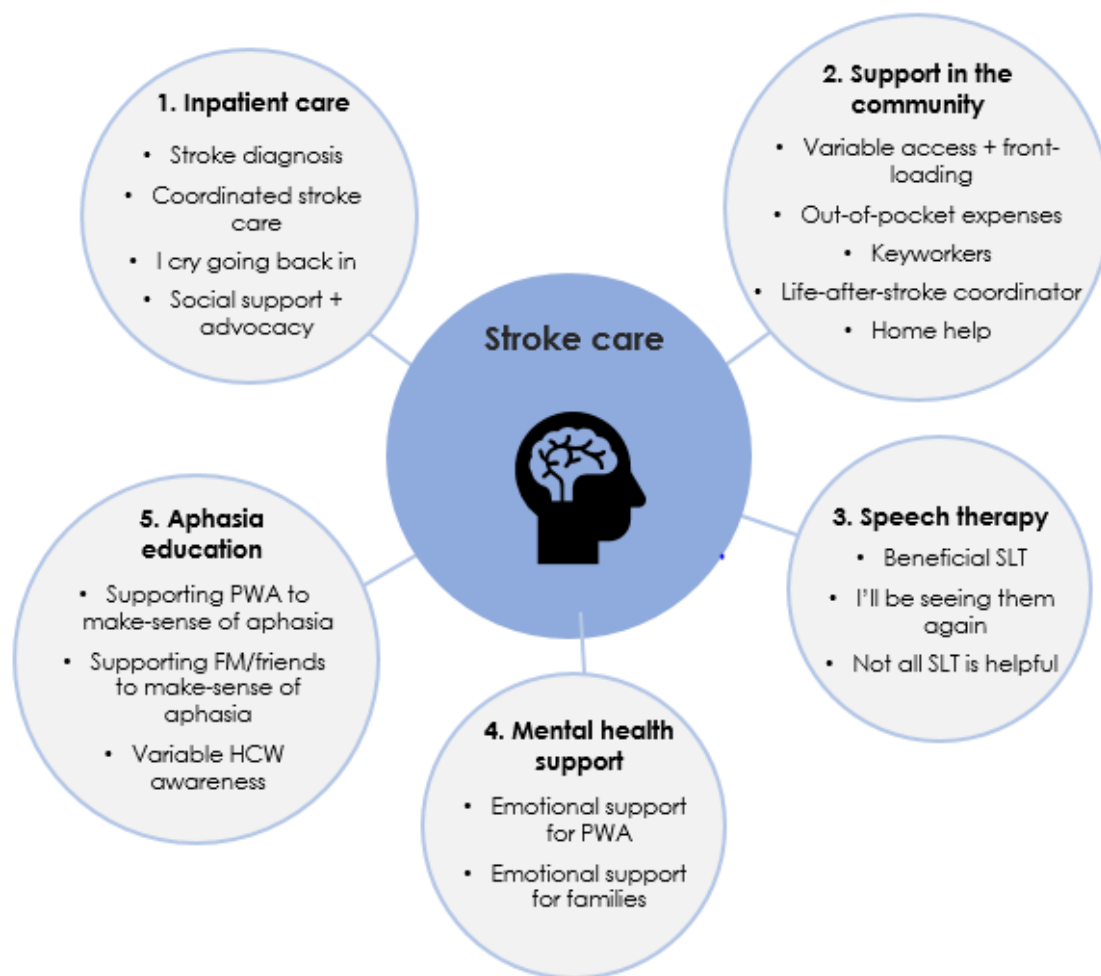 Stroke care
1. Inpatient care
• Stroke diagnosis
• Coordinated stroke
care
• I cry going back in
• Social support +
advocacy
2. Support in the
community
• Variable access + front-
loading
• Out-of-pocket expenses
• Keyworkers
• Life-after-stroke coordinator
• Home help
3. Speech therapy
• Beneficial SLT
• I'll be seeing them
again
• Not all SLT is helpful
4. Mental health
support
• Emotional support
for PWA
• Emotional support
for families
5. Aphasia
education
• Supporting PWA to
make-sense of aphasia
• Supporting FM/friends
to make-sense of
aphasia
• Variable HCW
awareness